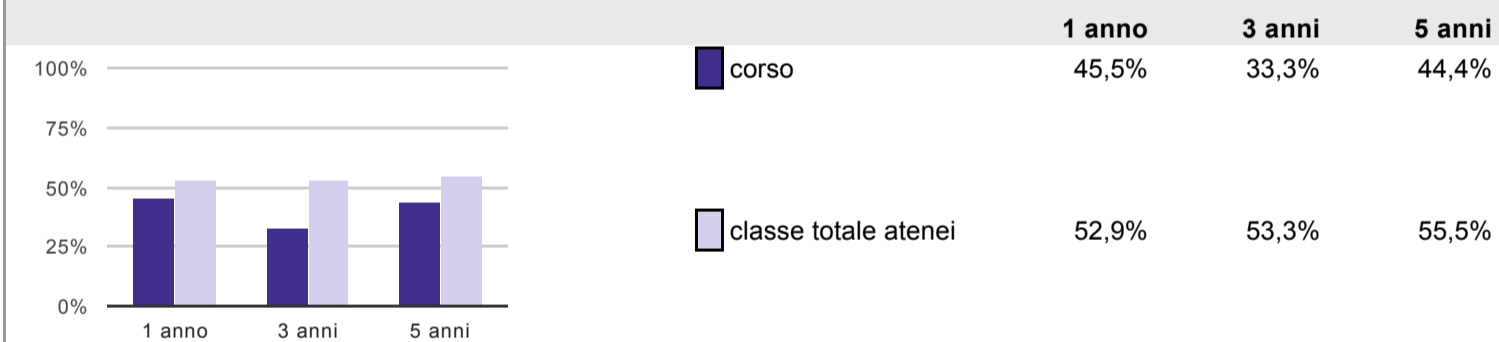 1 anno 3 anni 5 anni
100%
75%
50%
25%
0%
1 anno 3 anni 5 anni
corso 45,5% 33,3% 44,4%
classe totale atenei 52,9% 53,3% 55,5%